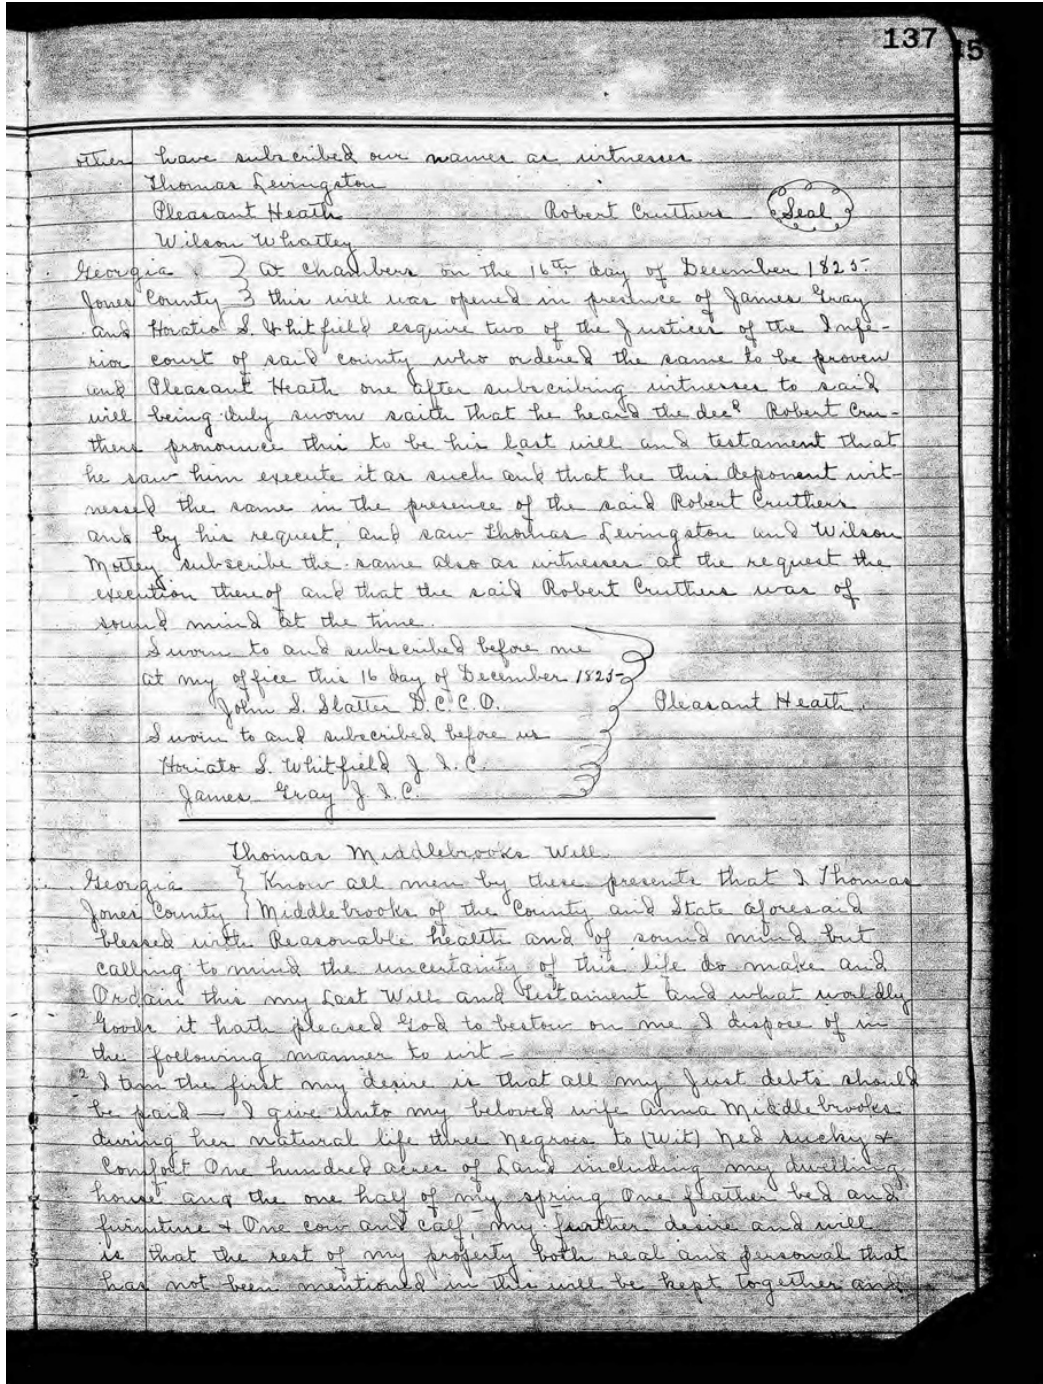 137
15
other have subscribed our names as witnesses
Thomas Levingston
Pleasant Heath Robert Cruthers Seal
Wilson Whatley
Georgia } At chambers on the 16th day of December 1825.
Jones County } this will was opened in presence of James Gray
and Horatio S. Whitfield esquire two of the Justices of the Infe-
rior court of said county who ordered the same to be proven
and Pleasant Heath one after subscribing witnesses to said
will being duly sworn saith that he heard the decd Robert Cru-
thers pronounce this to be his last will and testament that
he saw him execute it as such and that he this deponent wit-
nessed the same in the presence of the said Robert Cruthers
and by his request, and saw Thomas Levingston and Wilson
Mottey subscribe the same also as witnesses at the request the
execution thereof and that the said Robert Cruthers was of
sound mind at the time.
Sworn to and subscribed before me
at my office this 16 day of December 1825
John S. Slatter D.C.C.O. Pleasant Heath.
Sworn to and subscribed before us
Horiato S. Whitfield J.I.C.
James Gray J.I.C.
Thomas Middlebrooks Will.
Georgia } Know all men by these presents that I Thomas
Jones County } Middlebrooks of the County and State aforesaid
blessed with Reasonable health and of sound mind but
calling to mind the uncertainty of this life do make and
Ordain this my Last Will and Testament and what worldly
Goods it hath pleased God to bestow on me I dispose of in
the following manner to wit -
I tem the first my desire is that all my Just debts should
be paid — I give unto my beloved wife Anna Middlebrooks
during her natural life three Negrois to (Wit) Ned Sucky &
Comfort One hundred acres of Land including my dwelling
house and the one half of my spring One feather bed and
furniture & One cow and calf my further desire and will
is that the rest of my property both real and personal that
has not been mentioned in this will be kept together and